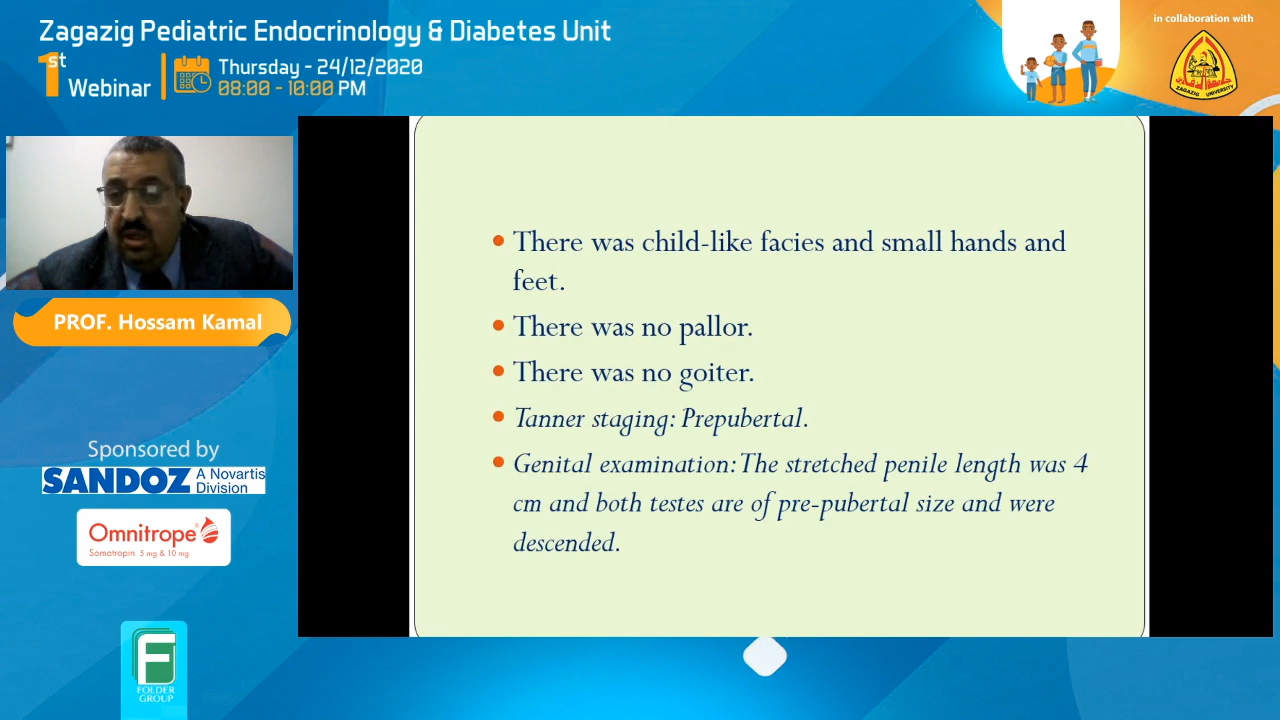 Zagazig Pediatric Endocrinology & Diabetes Unit
1st Webinar
Thursday - 24/12/2020
08:00 - 10:00 PM
in collaboration with
ZAGAZIG UNIVERSITY
PROF. Hossam Kamal
Sponsored by
SANDOZ A Novartis
Division
Omnitrope®
Somatropin 5 mg & 10 mg
F
FOLDER
GROUP
• There was child-like facies and small hands and
feet.
• There was no pallor.
• There was no goiter.
• Tanner staging: Prepubertal.
• Genital examination: The stretched penile length was 4
cm and both testes are of pre-pubertal size and were
descended.